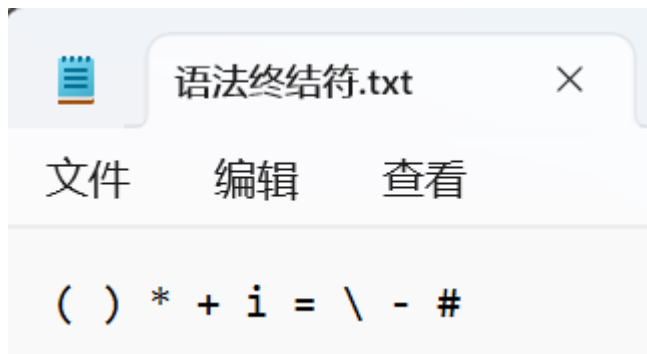 语法终结符.txt
文件 编辑 查看
( ) * + i = \ - #